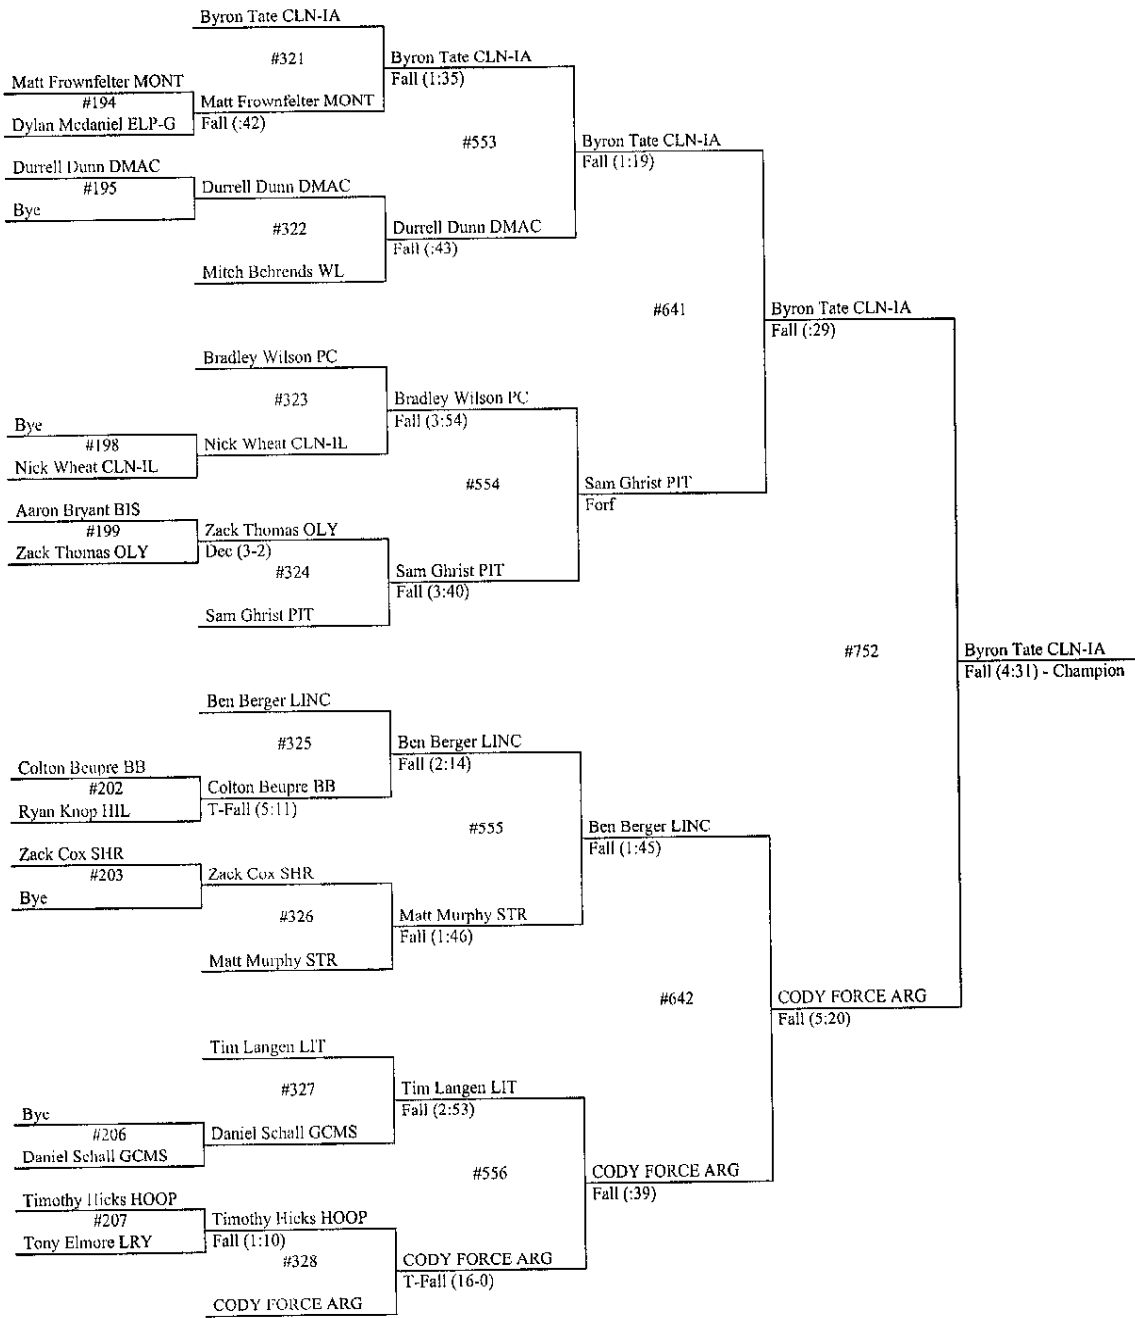 Byron Tate CLN-IA
#321
Byron Tate CLN-IA
Fall (1:35)
Matt Frownfelter MONT
#194
Matt Frownfelter MONT
Dylan Mcdaniel ELP-G
Fall (:42)
#553
Byron Tate CLN-IA
Fall (1:19)
Durrell Dunn DMAC
#195
Durrell Dunn DMAC
Bye
#322
Durrell Dunn DMAC
Fall (:43)
Mitch Behrends WL
#641
Byron Tate CLN-IA
Fall (:29)
Bradley Wilson PC
#323
Bradley Wilson PC
Fall (3:54)
Bye
#198
Nick Wheat CLN-IL
Nick Wheat CLN-IL
#554
Sam Ghrist PIT
Forf
Aaron Bryant BIS
#199
Zack Thomas OLY
Zack Thomas OLY
Dec (3-2)
#324
Sam Ghrist PIT
Fall (3:40)
Sam Ghrist PIT
#752
Byron Tate CLN-IA
Fall (4:31) - Champion
Ben Berger LINC
#325
Ben Berger LINC
Fall (2:14)
Colton Beupre BB
#202
Colton Beupre BB
Ryan Knop HIL
T-Fall (5:11)
#555
Ben Berger LINC
Fall (1:45)
Zack Cox SHR
#203
Zack Cox SHR
Bye
#326
Matt Murphy STR
Fall (1:46)
Matt Murphy STR
#642
CODY FORCE ARG
Fall (5:20)
Tim Langen LIT
#327
Tim Langen LIT
Fall (2:53)
Bye
#206
Daniel Schall GCMS
Daniel Schall GCMS
#556
CODY FORCE ARG
Fall (:39)
Timothy Hicks HOOP
#207
Timothy Hicks HOOP
Tony Elmore LRY
Fall (1:10)
#328
CODY FORCE ARG
T-Fall (16-0)
CODY FORCE ARG